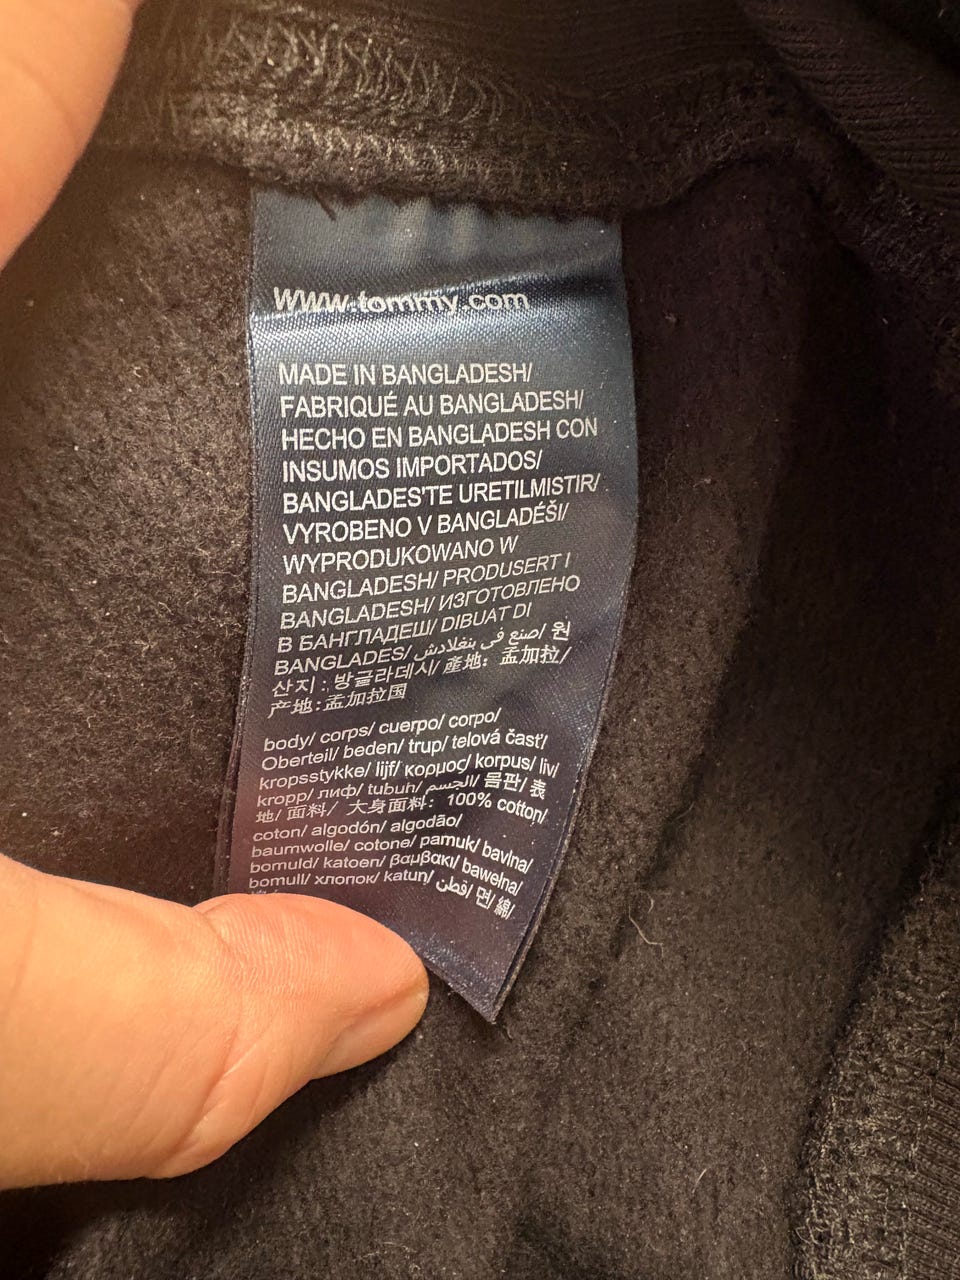 www.tommy.com
MADE IN BANGLADESH/
FABRIQUÉ AU BANGLADESH/
HECHO EN BANGLADESH CON
INSUMOS IMPORTADOS/
BANGLADES'TE URETILMISTIR/
VYROBENO V BANGLADÉŠI/
WYPRODUKOWANO W
BANGLADESH/ PRODUSERT I
BANGLADESH/ ИЗГОТОВЛЕНО
В БАНГЛАДЕШ/ DIBUAT DI
BANGLADES/ صنع في بنغلادش/ 원
산지 : 방글라데시/ 產地: 孟加拉/
产地:孟加拉国
body/ corps/ cuerpo/ corpo/
Oberteil/ beden/ trup/ telová časť/
kropsstykke/ lijf/ κορμος/ korpus/ liv/
kropp/ лиф/ tubuh/ الجسم/ 몸판/ 表
地/ 面料/ 大身面料: 100% cotton/
coton/ algodón/ algodão/
baumwolle/ cotone/ pamuk/ bavlna/
bomuld/ katoen/ βαμβακι/ bawełna/
bomull/ хлопок/ katun/ قطن/ 면/ 綿/